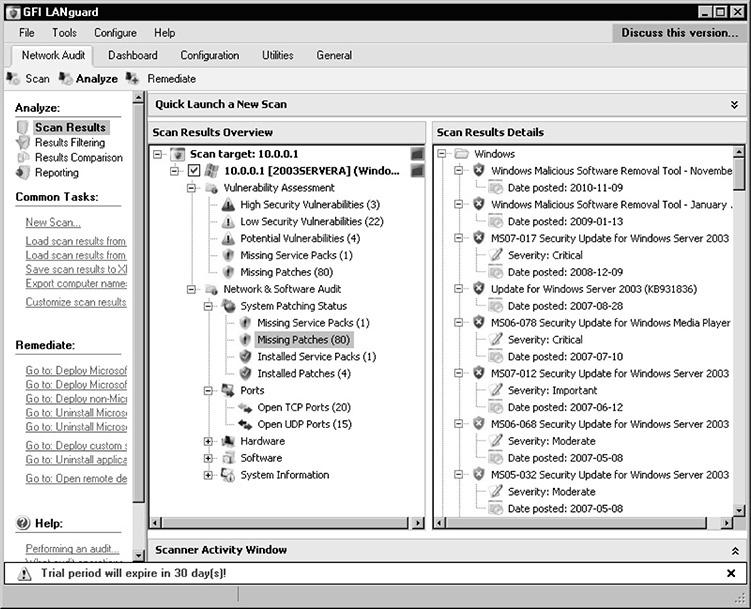 GFI LANguard
File Tools Configure Help
Discuss this version...
Network Audit Dashboard Configuration Utilities General
Scan Analyze Remediate
Analyze:
Scan Results
Results Filtering
Results Comparison
Reporting
Common Tasks:
New Scan...
Load scan results from
Load scan results from
Save scan results to
Export computer name
Customize scan results
Remediate:
Go to: Deploy Microsof
Go to: Deploy non-Micr
Go to: Uninstall Micros
Go to: Uninstall Micros
Go to: Deploy custom
Go to: Uninstall applica
Go to: Open remote de
Help:
Performing an audit...
Quick Launch a New Scan
Scan Results Overview
Scan target: 10.0.0.1
10.0.0.1 [2003SERVERA] (Windo...
Vulnerability Assessment
High Security Vulnerabilities (3)
Low Security Vulnerabilities (22)
Potential Vulnerabilities (4)
Missing Service Packs (1)
Missing Patches (80)
Network & Software Audit
System Patching Status
Missing Service Packs (1)
Missing Patches (80)
Installed Service Packs (1)
Installed Patches (4)
Ports
Open TCP Ports (20)
Open UDP Ports (15)
Hardware
Software
System Information
Scan Results Details
Windows
Windows Malicious Software Removal Tool - Novembe
Date posted: 2010-11-09
Windows Malicious Software Removal Tool - January
Date posted: 2009-01-13
MS07-017 Security Update for Windows Server 2003
Severity: Critical
Date posted: 2008-12-09
Update for Windows Server 2003 (KB931836)
Date posted: 2007-08-28
MS06-078 Security Update for Windows Media Player
Severity: Critical
Date posted: 2007-07-10
MS07-012 Security Update for Windows Server 2003
Severity: Important
Date posted: 2007-06-12
MS06-068 Security Update for Windows Server 2003
Severity: Moderate
Date posted: 2007-05-08
MS05-032 Security Update for Windows Server 2003
Severity: Moderate
Date posted: 2007-05-08
Scanner Activity Window
Trial period will expire in 30 day(s)!